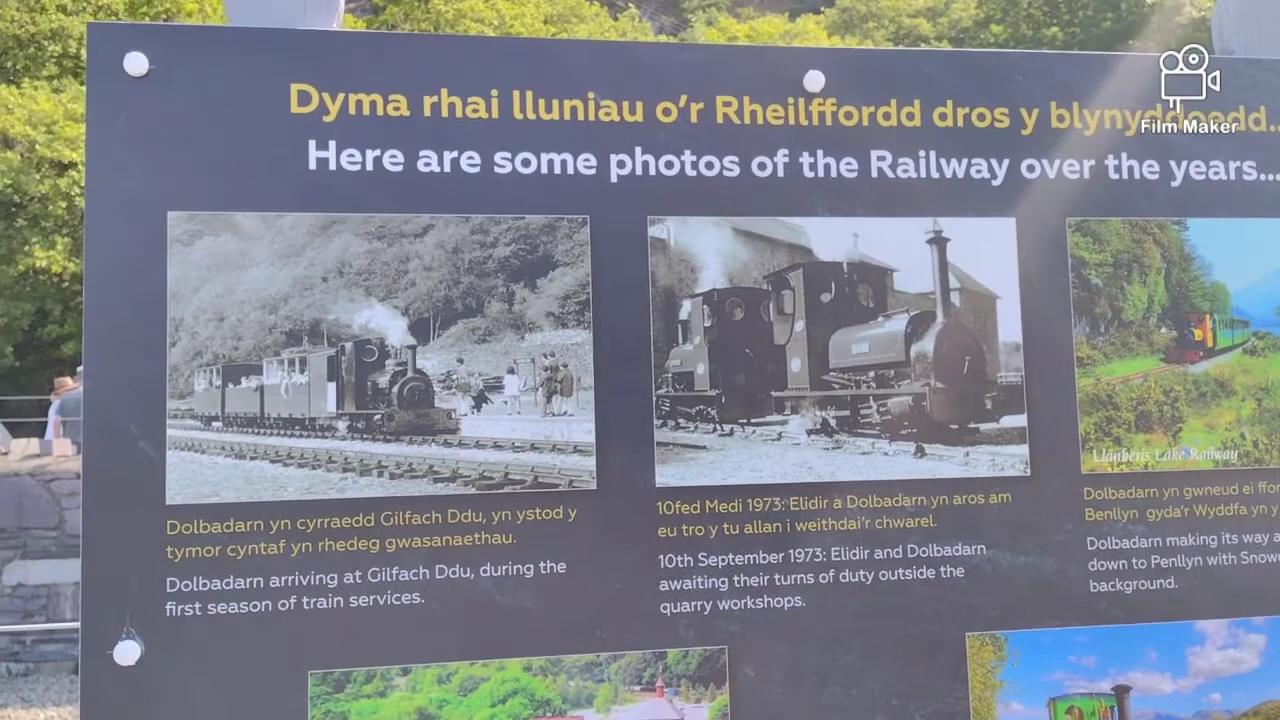 Dyma rhai lluniau o'r Rheilffordd dros y blynyddoedd...
Film Maker
Here are some photos of the Railway over the years...
Llanberis Lake Railway
Dolbadarn yn cyrraedd Gilfach Ddu, yn ystod y
tymor cyntaf yn rhedeg gwasanaethau.
Dolbadarn arriving at Gilfach Ddu, during the
first season of train services.
10fed Medi 1973: Elidir a Dolbadarn yn aros am
eu tro y tu allan i weithdai'r chwarel.
10th September 1973: Elidir and Dolbadarn
awaiting their turns of duty outside the
quarry workshops.
Dolbadarn yn gwneud ei
Benllyn gyda'r Wyddfa yn y
Dolbadarn making its way
down to Penllyn with
background.